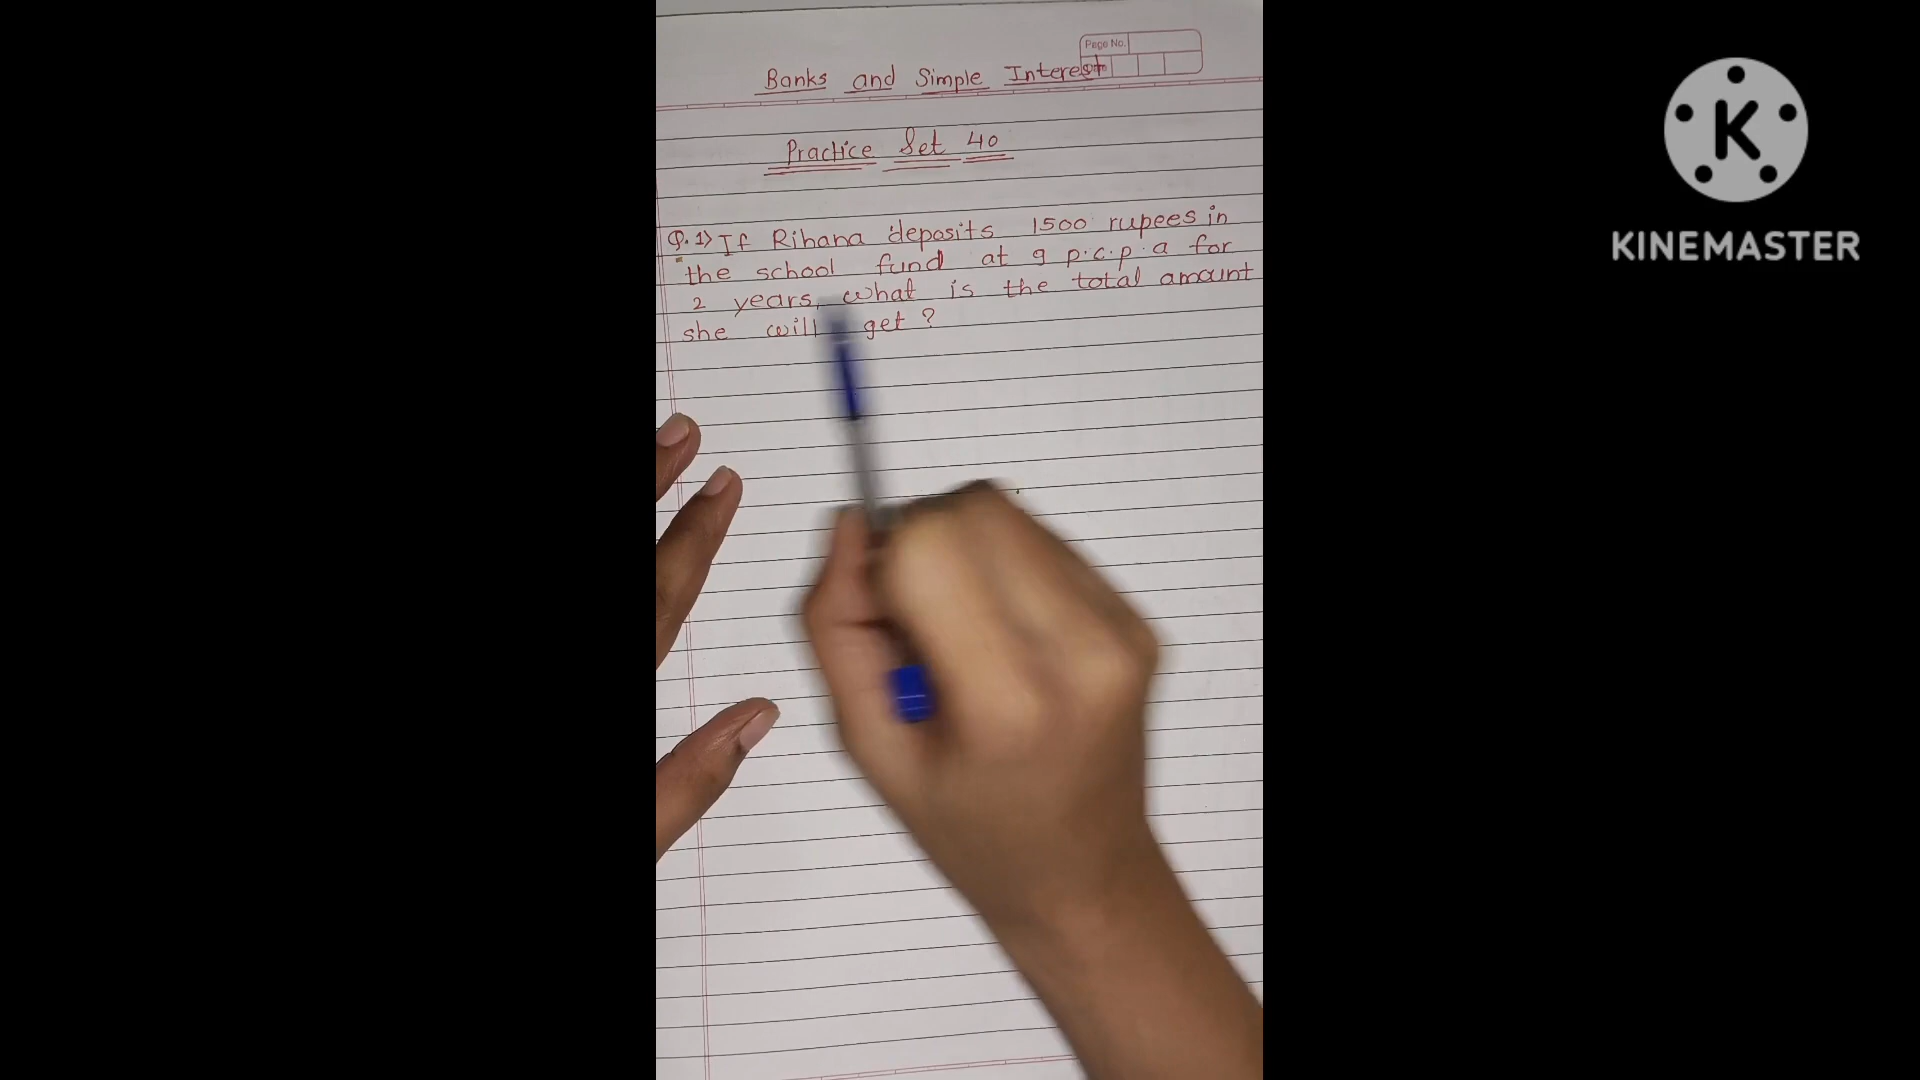 Page No.
Banks and Simple Interest
Practice Set 40
Q.1) If Rihana deposits 1500 rupees in
the school fund at 9 p.c.p.a for
2 years, what is the total amount
she will get?
K
KINEMASTER